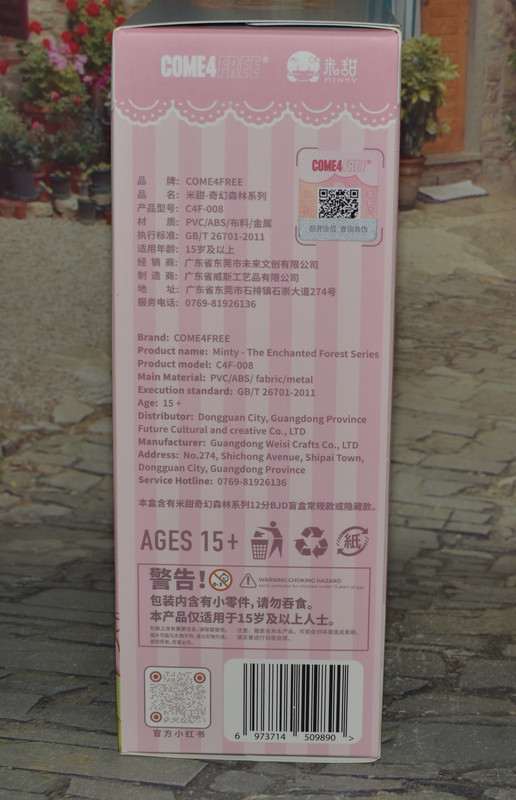 COME4FREE®
米甜
MINTY
COME4FREE®
品 牌: COME4FREE
品 名: 米甜-奇幻森林系列
产品型号: C4F-008
材 质: PVC/ABS/布料/金属
执行标准: GB/T 26701-2011
适用年龄: 15岁及以上
经 销 商: 广东省东莞市未来文创有限公司
制 造 商: 广东省威斯工艺品有限公司
地 址: 广东省东莞市石排镇石崇大道274号
服务电话: 0769-81926136
Brand: COME4FREE
Product name: Minty - The Enchanted Forest Series
Product model: C4F-008
Main Material: PVC/ABS/ fabric/metal
Execution standard: GB/T 26701-2011
Age: 15 +
Distributor: Dongguan City, Guangdong Province
Future Cultural and creative Co., LTD
Manufacturer: Guangdong Weisi Crafts Co., LTD
Address: No.274, Shichong Avenue, Shipai Town,
Dongguan City, Guangdong Province
Service Hotline: 0769-81926136
本盒含有米甜奇幻森林系列12分BJD盲盒常规款或隐藏款。
AGES 15+
紙
警告!
0-3
WARNING:CHOKING HAZARD
包装内含有小零件,请勿吞食。
本产品仅适用于15岁及以上人士。
官方小红书
6 973714 509890 >